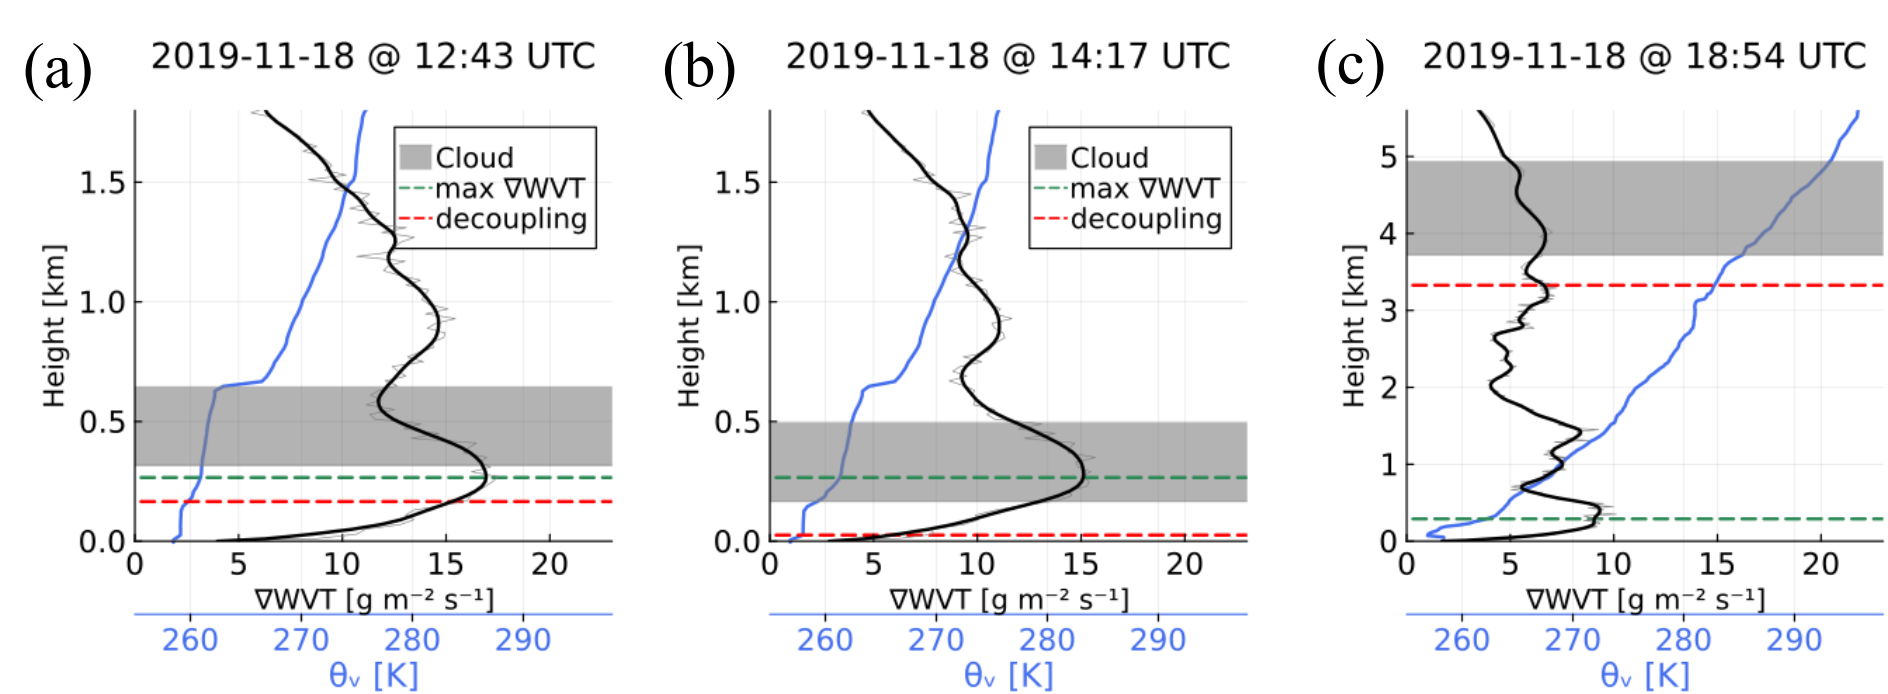 (a)
2019-11-18 @ 12:43 UTC
Cloud
max ∇WVT
decoupling
1.5
1.0
0.5
0.0
Height [km]
0 5 10 15 20
∇WVT [g m⁻² s⁻¹]
260 270 280 290
θᵥ [K]
(b)
2019-11-18 @ 14:17 UTC
Cloud
max ∇WVT
decoupling
1.5
1.0
0.5
0.0
Height [km]
0 5 10 15 20
∇WVT [g m⁻² s⁻¹]
260 270 280 290
θᵥ [K]
(c)
2019-11-18 @ 18:54 UTC
5
4
3
2
1
0
Height [km]
0 5 10 15 20
∇WVT [g m⁻² s⁻¹]
260 270 280 290
θᵥ [K]